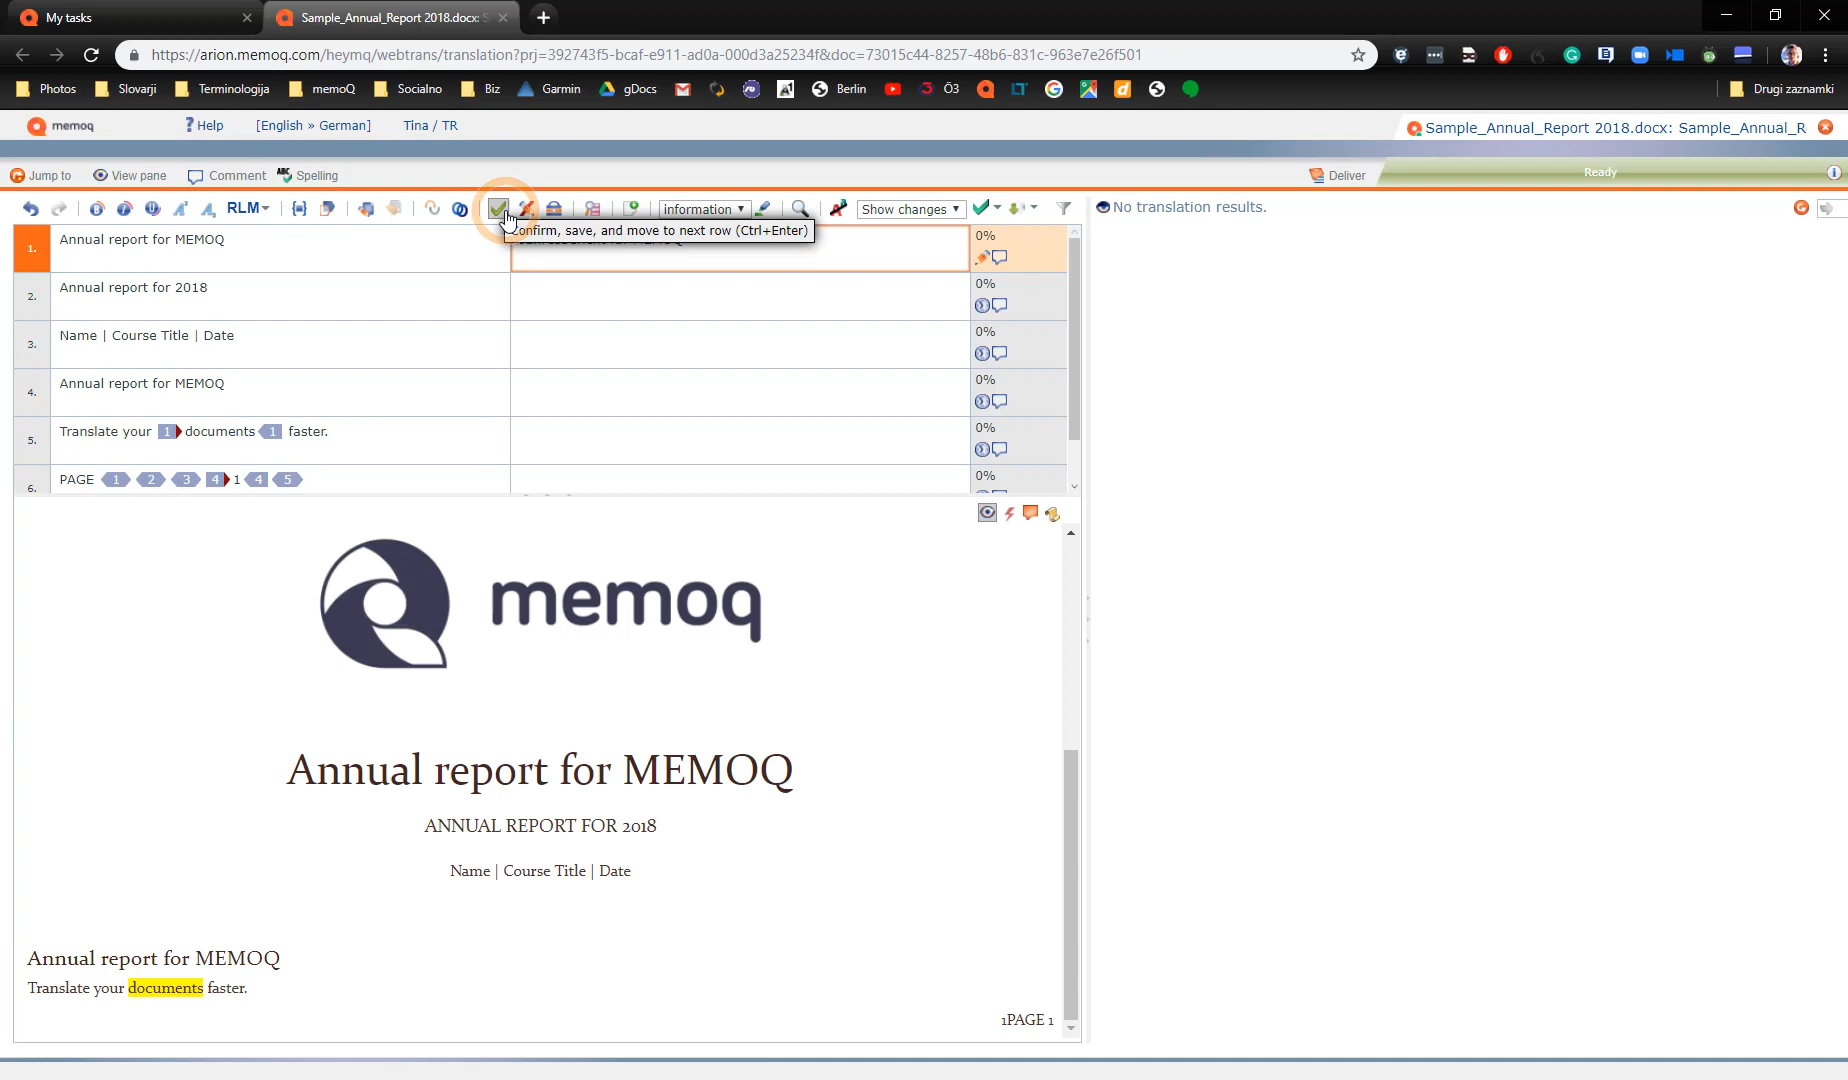 My tasks
Sample_Annual_Report 2018.docx: S
https://arion.memoq.com/heymq/webtrans/translation?prj=392743f5-bcaf-e911-ad0a-000d3a25234f&doc=73015c44-8257-48b6-831c-963e7e26f501
Photos Slovarji Terminologija memoQ Socialno Biz Garmin gDocs Berlin Ö3 LT Drugi zaznamki
memoq Help [English » German] Tina / TR Sample_Annual_Report 2018.docx: Sample_Annual_R
Jump to View pane Comment Spelling Deliver Ready
RLM information Show changes No translation results.
Confirm, save, and move to next row (Ctrl+Enter)
1. Annual report for MEMOQ 0%
2. Annual report for 2018 0%
3. Name | Course Title | Date 0%
4. Annual report for MEMOQ 0%
5. Translate your 1 documents 1 faster. 0%
6. PAGE 1 2 3 4 1 4 5 0%
memoq
Annual report for MEMOQ
ANNUAL REPORT FOR 2018
Name | Course Title | Date
Annual report for MEMOQ
Translate your documents faster.
1PAGE 1